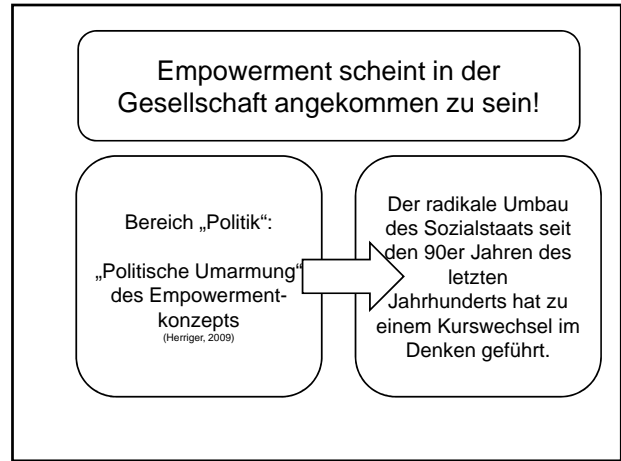 Empowerment scheint in der
Gesellschaft angekommen zu sein!
Bereich „Politik“:
„Politische Umarmung“
des Empowerment-
konzepts
(Herriger, 2009)
Der radikale Umbau
des Sozialstaats seit
den 90er Jahren des
letzten
Jahrhunderts hat zu
einem Kurswechsel im
Denken geführt.